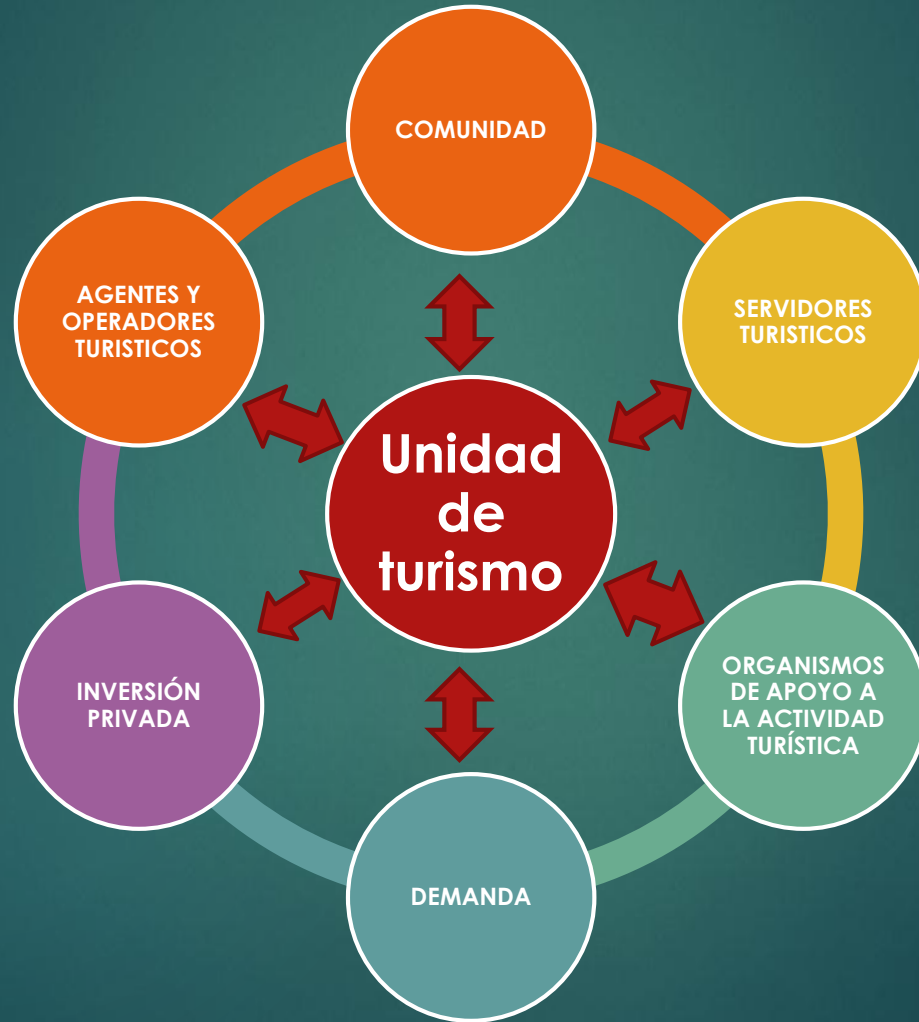 COMUNIDAD
SERVIDORES
TURISTICOS
ORGANISMOS
DE APOYO A
LA ACTIVIDAD
TURÍSTICA
DEMANDA
INVERSIÓN
PRIVADA
AGENTES Y
OPERADORES
TURISTICOS
Unidad
de
turismo